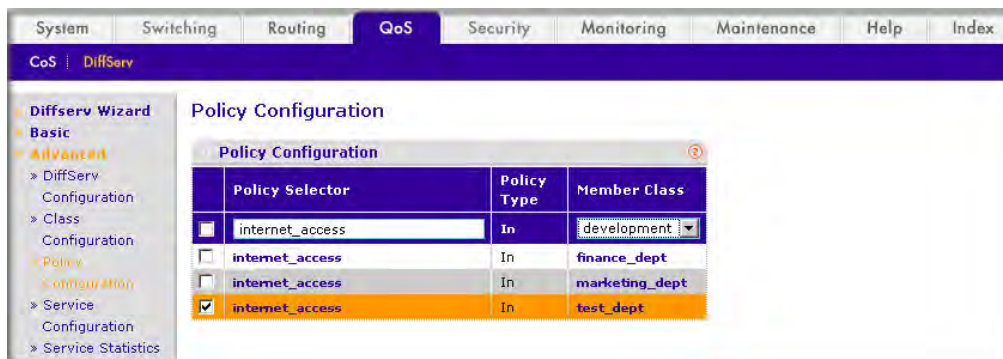 System Switching Routing QoS Security Monitoring Maintenance Help Index
CoS DiffServ
Diffserv Wizard
Basic
Advanced
» DiffServ
Configuration
» Class
Configuration
» Policy
Configuration
» Service
Configuration
» Service Statistics
Policy Configuration
Policy Configuration ?
Policy Selector Policy Type Member Class
internet_access In development
internet_access In finance_dept
internet_access In marketing_dept
internet_access In test_dept